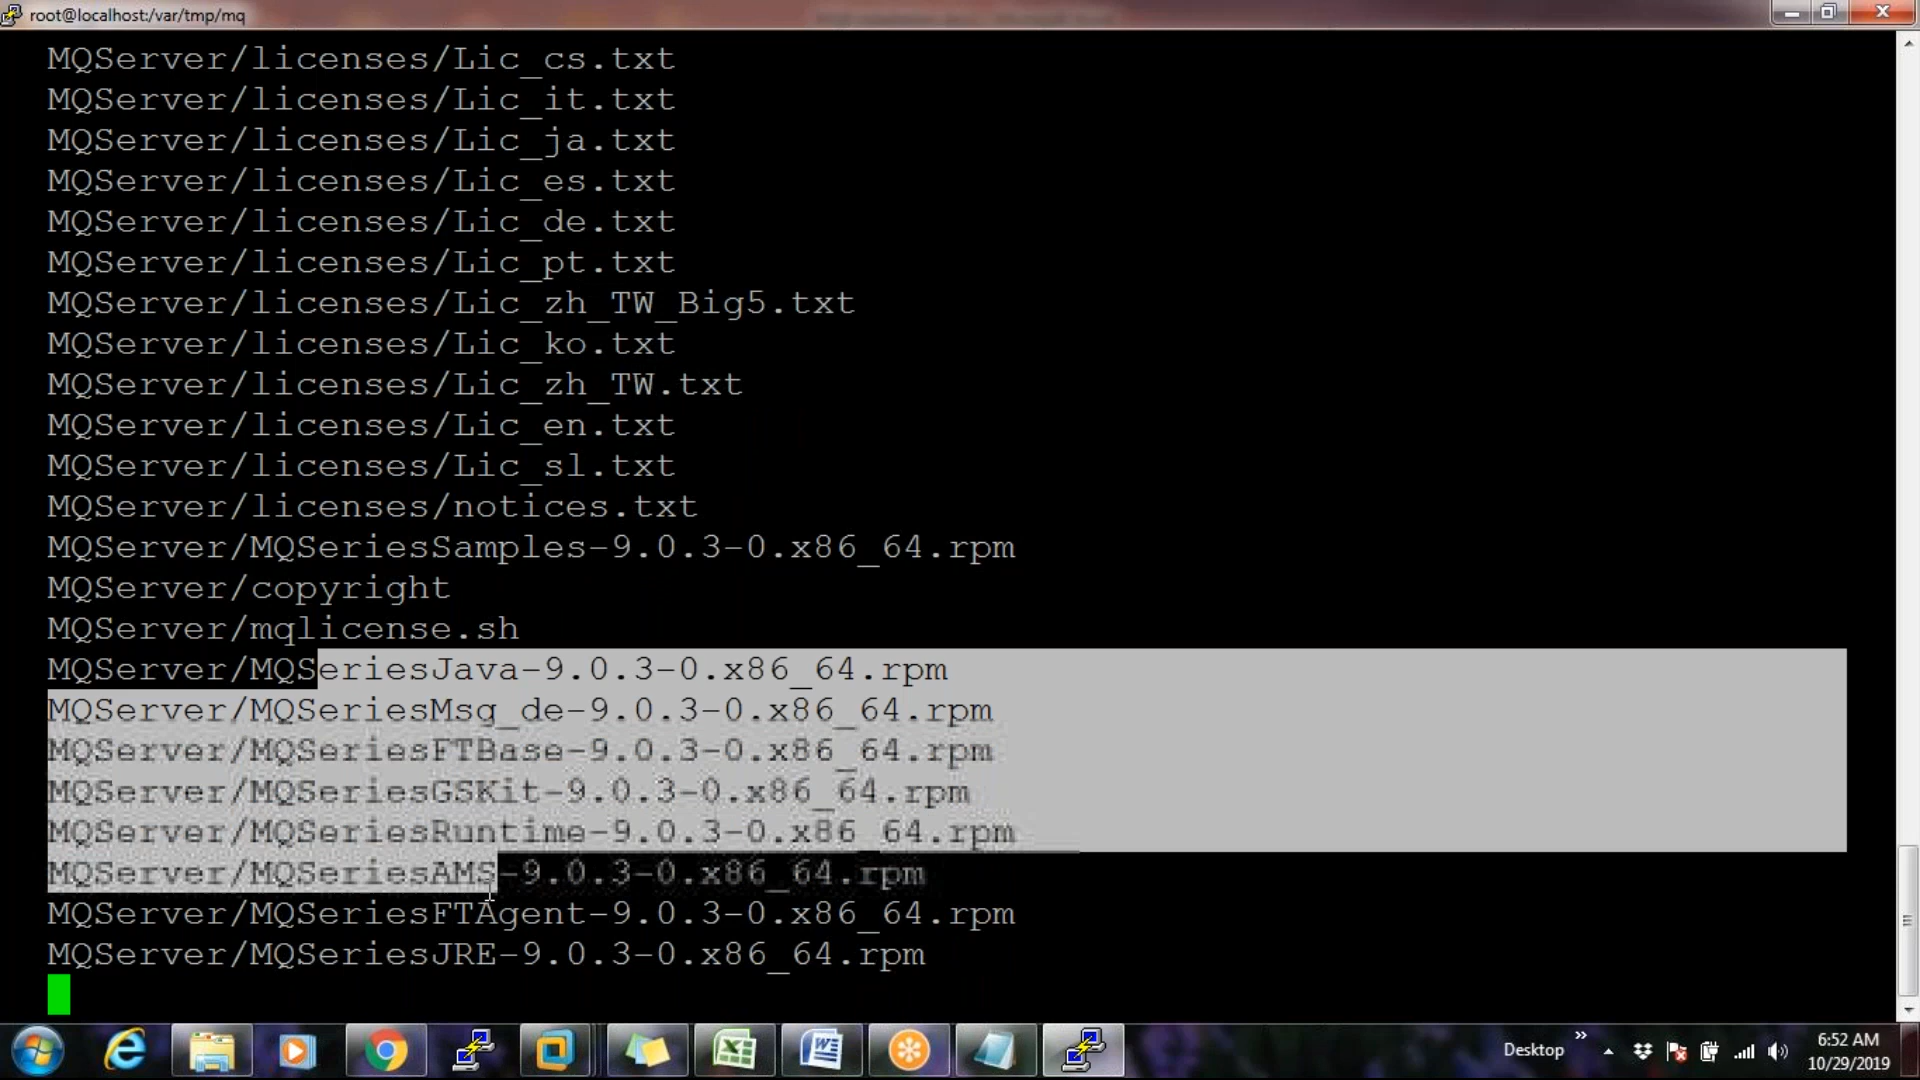 root@localhost:/var/tmp/mq
MQServer/licenses/Lic_cs.txt
MQServer/licenses/Lic_it.txt
MQServer/licenses/Lic_ja.txt
MQServer/licenses/Lic_es.txt
MQServer/licenses/Lic_de.txt
MQServer/licenses/Lic_pt.txt
MQServer/licenses/Lic_zh_TW_Big5.txt
MQServer/licenses/Lic_ko.txt
MQServer/licenses/Lic_zh_TW.txt
MQServer/licenses/Lic_en.txt
MQServer/licenses/Lic_sl.txt
MQServer/licenses/notices.txt
MQServer/MQSeriesSamples-9.0.3-0.x86_64.rpm
MQServer/copyright
MQServer/mqlicense.sh
MQServer/MQSeriesJava-9.0.3-0.x86_64.rpm
MQServer/MQSeriesMsg_de-9.0.3-0.x86_64.rpm
MQServer/MQSeriesFTBase-9.0.3-0.x86_64.rpm
MQServer/MQSeriesGSKit-9.0.3-0.x86_64.rpm
MQServer/MQSeriesRuntime-9.0.3-0.x86_64.rpm
MQServer/MQSeriesAMS-9.0.3-0.x86_64.rpm
MQServer/MQSeriesFTAgent-9.0.3-0.x86_64.rpm
MQServer/MQSeriesJRE-9.0.3-0.x86_64.rpm
Desktop
6:52 AM
10/29/2019